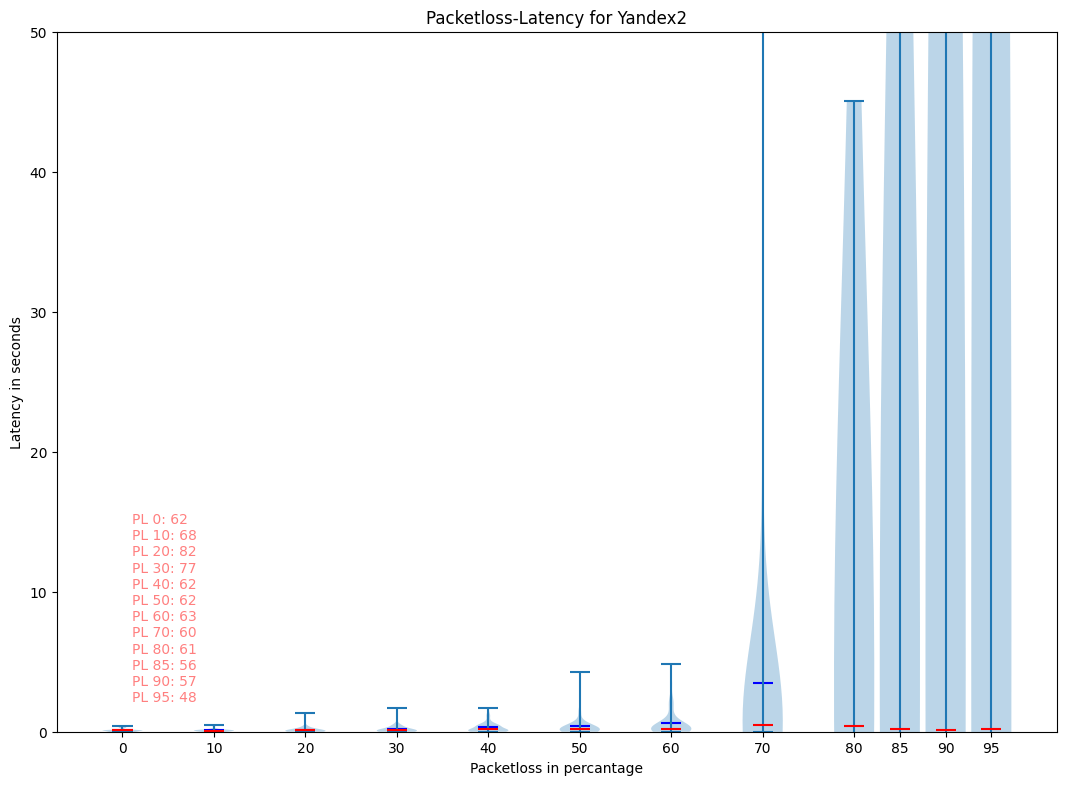 Packetloss-Latency for Yandex2
50
40
30
20
10
0
Latency in seconds
PL 0: 62
PL 10: 68
PL 20: 82
PL 30: 77
PL 40: 62
PL 50: 62
PL 60: 63
PL 70: 60
PL 80: 61
PL 85: 56
PL 90: 57
PL 95: 48
0 10 20 30 40 50 60 70 80 85 90 95
Packetloss in percantage